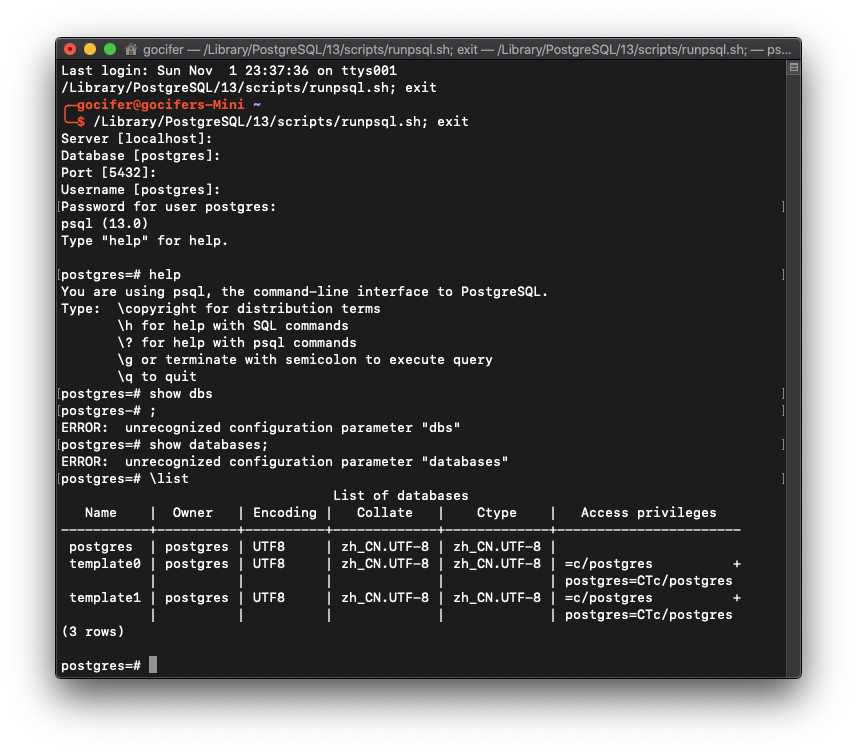 gocifer — /Library/PostgreSQL/13/scripts/runpsql.sh; exit — /Library/PostgreSQL/13/scripts/runpsql.sh; — ps...
Last login: Sun Nov  1 23:37:36 on ttys001
/Library/PostgreSQL/13/scripts/runpsql.sh; exit
╭─gocifer@gocifers-Mini ~
╰─$ /Library/PostgreSQL/13/scripts/runpsql.sh; exit
Server [localhost]:
Database [postgres]:
Port [5432]:
Username [postgres]:
[Password for user postgres:                                                                ]
psql (13.0)
Type "help" for help.

[postgres=# help                                                                            ]
You are using psql, the command-line interface to PostgreSQL.
Type:  \copyright for distribution terms
       \h for help with SQL commands
       \? for help with psql commands
       \g or terminate with semicolon to execute query
       \q to quit
[postgres=# show dbs                                                                        ]
[postgres-# ;                                                                               ]
ERROR:  unrecognized configuration parameter "dbs"
[postgres=# show databases;                                                                 ]
ERROR:  unrecognized configuration parameter "databases"
[postgres=# \list                                                                           ]
                                  List of databases
   Name    |  Owner   | Encoding |   Collate   |    Ctype    |   Access privileges
-----------+----------+----------+-------------+-------------+-----------------------
 postgres  | postgres | UTF8     | zh_CN.UTF-8 | zh_CN.UTF-8 |
 template0 | postgres | UTF8     | zh_CN.UTF-8 | zh_CN.UTF-8 | =c/postgres          +
           |          |          |             |             | postgres=CTc/postgres
 template1 | postgres | UTF8     | zh_CN.UTF-8 | zh_CN.UTF-8 | =c/postgres          +
           |          |          |             |             | postgres=CTc/postgres
(3 rows)

postgres=#